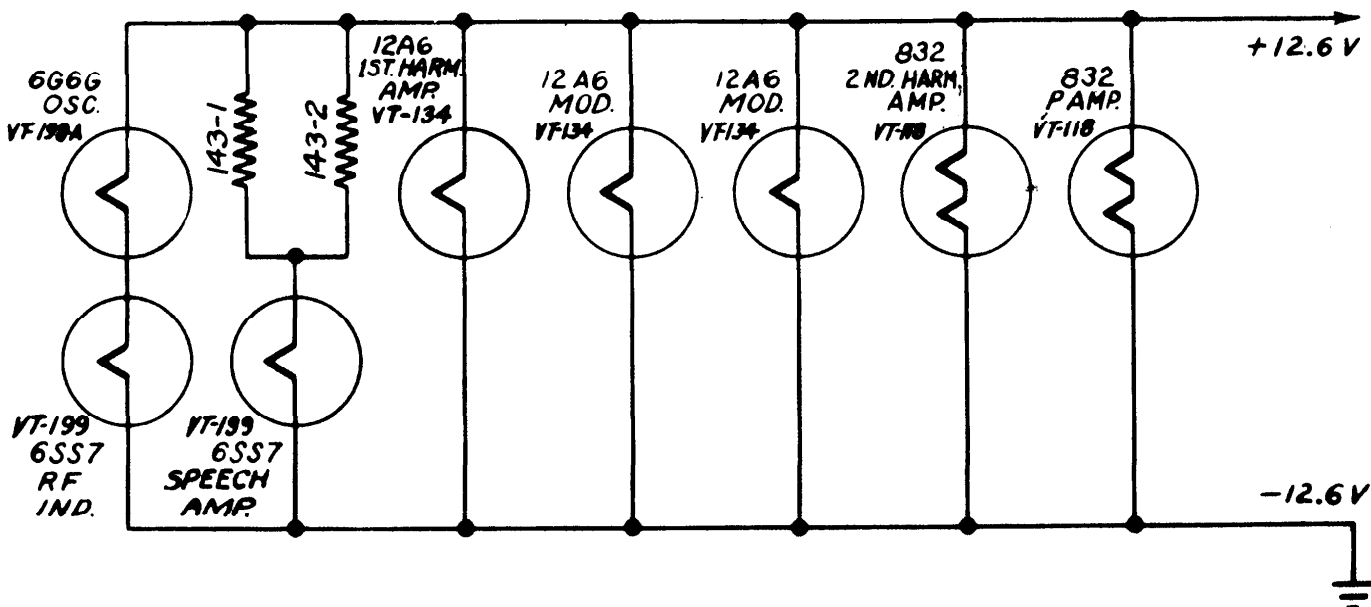 6G6G
OSC.
VT-198A
143-1
143-2
12A6
1ST. HARM.
AMP.
VT-134
12A6
MOD.
VT-134
12A6
MOD.
VT-134
832
2 ND. HARM.
AMP.
VT-118
832
P. AMP.
VT-118
+12.6 V
VT-199
6SS7
RF
IND.
VT-199
6SS7
SPEECH
AMP.
-12.6 V